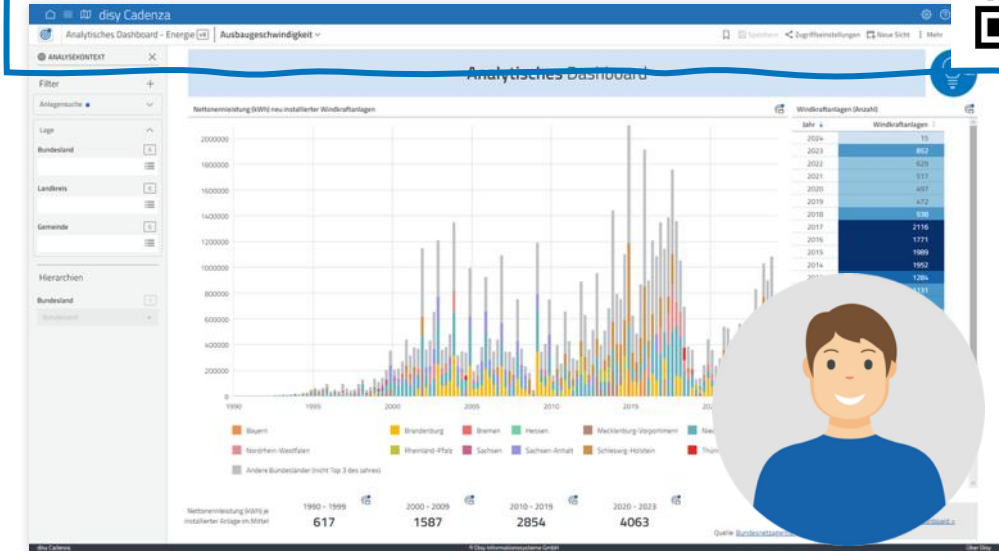 disy Cadenza
Analytisches Dashboard - Energie v8 Ausbaugeschwindigkeit
Speichern Zugriffseinstellungen Neue Sicht Mehr
ANALYSEKONTEXT
Analytisches Dashboard
Filter
Anlagensuche
Lage
Bundesland
Landkreis
Gemeinde
Hierarchien
Bundesland
Bundesland
Nettonennleistung (kWh) neu installierter Windkraftanlagen
2000000
1800000
1600000
1400000
1200000
1000000
800000
600000
400000
200000
0
1990 1995 2000 2005 2010 2015
Bayern Brandenburg Bremen Hessen Mecklenburg-Vorpommern
Nordrhein-Westfalen Rheinland-Pfalz Sachsen Sachsen-Anhalt Schleswig-Holstein
Andere Bundesländer (nicht Top 3 des Jahres)
Windkraftanlagen (Anzahl)
Jahr Windkraftanlagen
2024 15
2023 852
2022 629
2021 517
2020 497
2019 472
2018 938
2017 2116
2016 1771
2015 1989
2014 1952
1284
1131
Nettonennleistung (kWh) je installierter Anlage im Mittel
1990 - 1999 2000 - 2009 2010 - 2019 2020 - 2023
617 1587 2854 4063
Quelle:
disy Cadenza
© Disy Informationssysteme GmbH
Über Disy